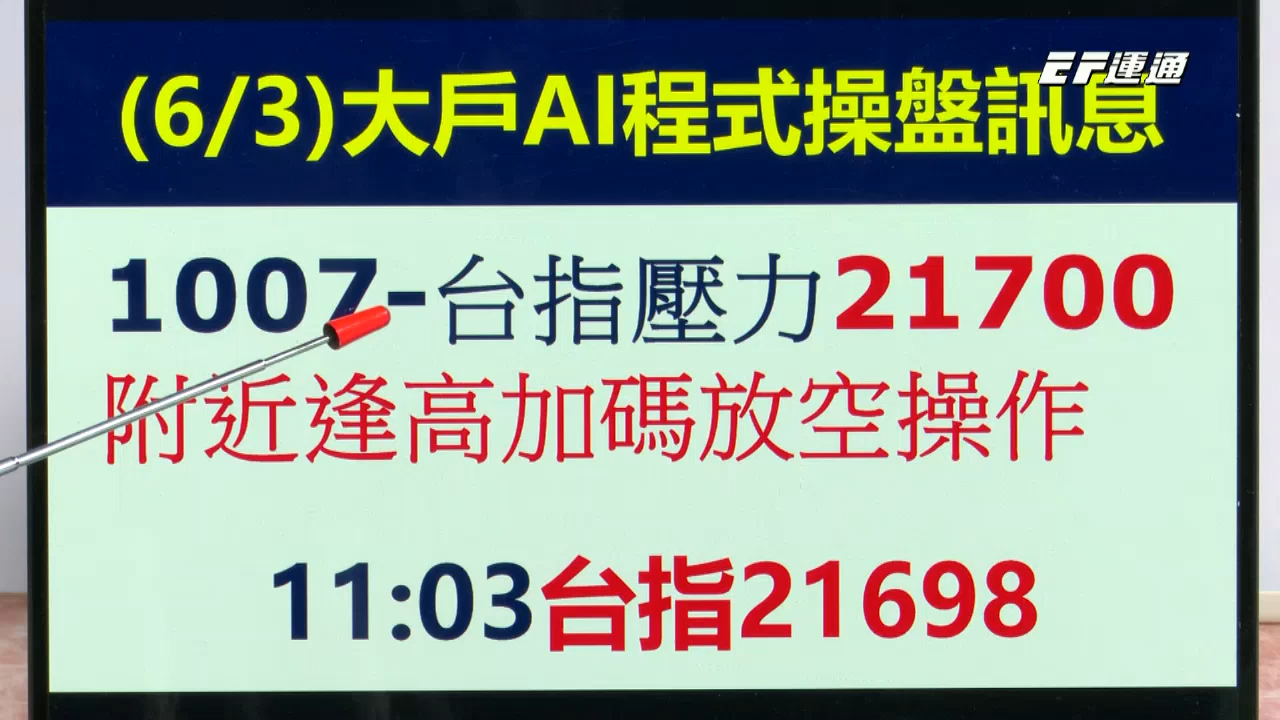 EF運通
(6/3)大戶AI程式操盤訊息
1007-台指壓力21700
附近逢高加碼放空操作
11:03台指21698